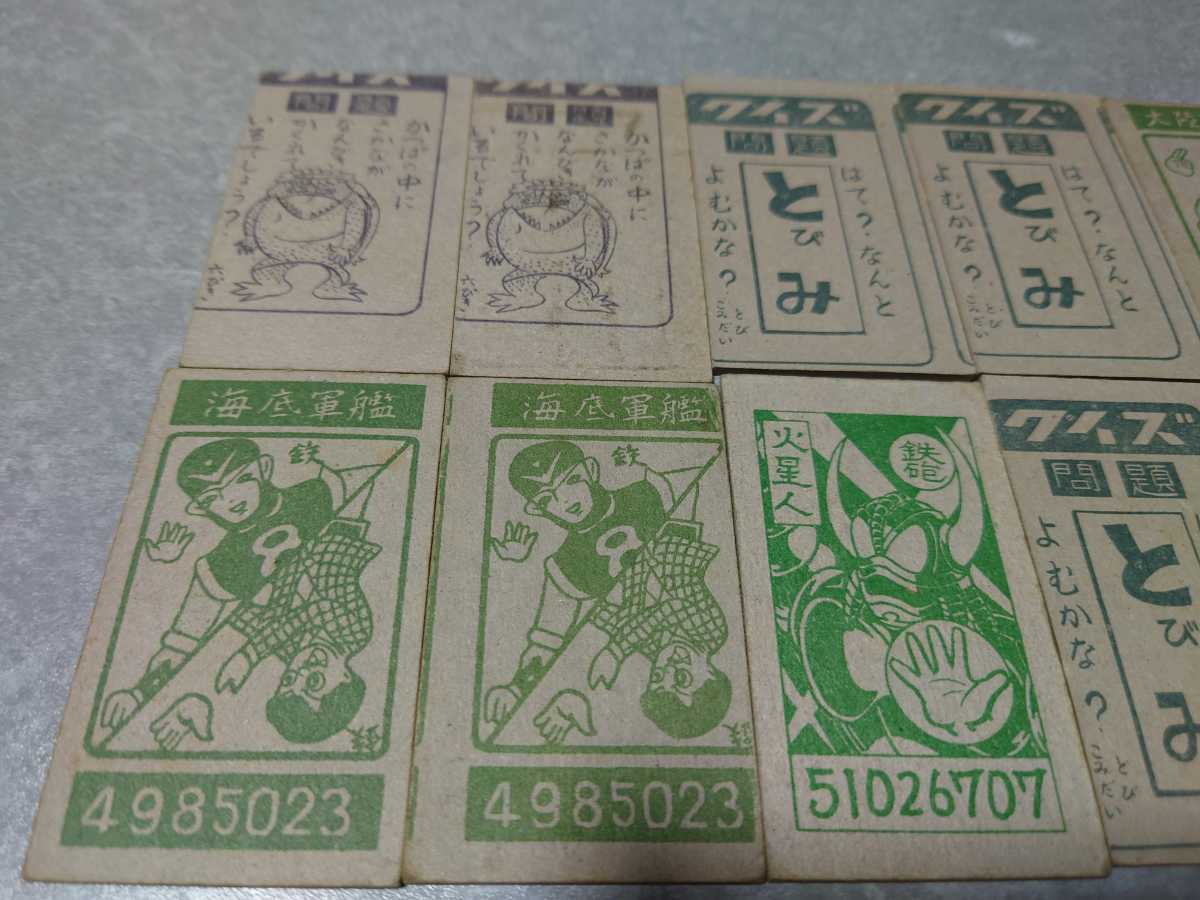 クイズ
問題
かっぱの中に
さかなが
なんびき
かくれて
いるでしょう?
クイズ
問題
かっぱの中に
さかなが
なんびき
かくれて
いるでしょう?
クイズ
問題
はて?なんと
とびみ
よむかな?
とび
こみだい
クイズ
問題
はて?なんと
とびみ
よむかな?
とび
こみだい
海底軍艦
鉄
鉄
4985023
海底軍艦
鉄
鉄
4985023
火星人
鉄砲
51026707
クイズ
問題
とびみ
よむかな?
とび
こみだい